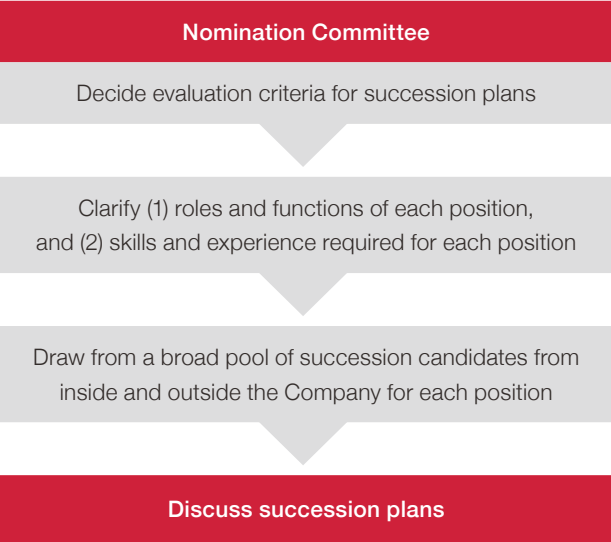 Nomination Committee
Decide evaluation criteria for succession plans
Clarify (1) roles and functions of each position,
and (2) skills and experience required for each position
Draw from a broad pool of succession candidates from
inside and outside the Company for each position
Discuss succession plans